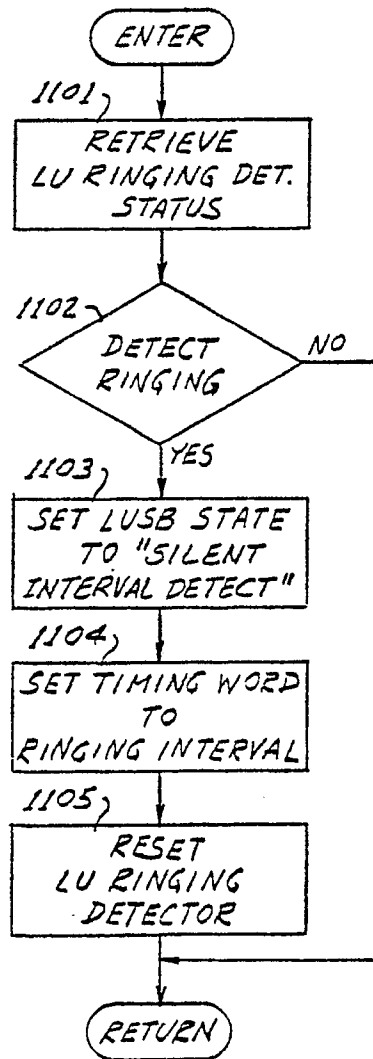 ENTER
1101
RETRIEVE
LU RINGING DET.
STATUS
1102
DETECT
RINGING
NO
YES
1103
SET LUSB STATE
TO "SILENT
INTERVAL DETECT"
1104
SET TIMING WORD
TO
RINGING INTERVAL
1105
RESET
LU RINGING
DETECTOR
RETURN